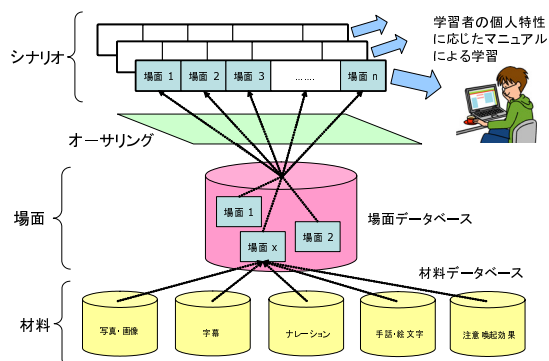 学習者の個人特性
に応じたマニュアル
による学習
シナリオ
場面 1
場面 2
場面 3
.......
場面 n
オーサリング
場面
場面 1
場面 2
場面 x
場面データベース
材料データベース
材料
写真・画像
字幕
ナレーション
手話・絵文字
注意喚起効果